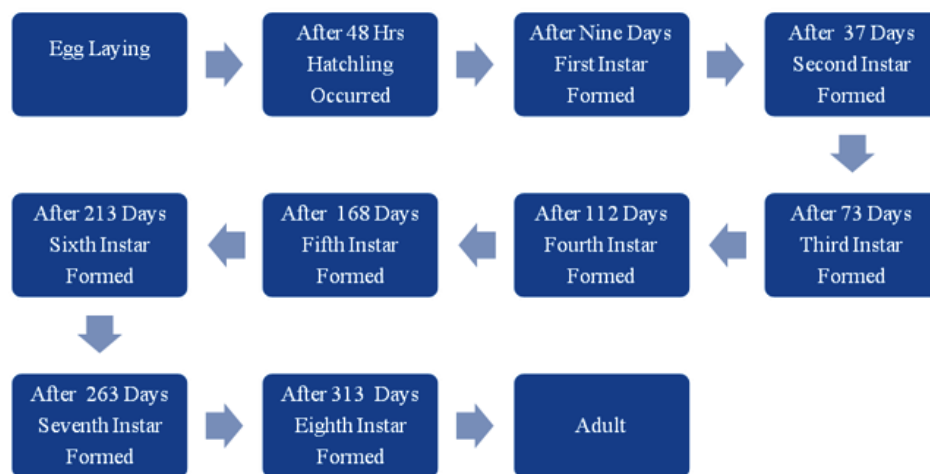 Egg Laying
After 48 Hrs
Hatchling
Occurred
After Nine Days
First Instar
Formed
After 37 Days
Second Instar
Formed
After 73 Days
Third Instar
Formed
After 112 Days
Fourth Instar
Formed
After 168 Days
Fifth Instar
Formed
After 213 Days
Sixth Instar
Formed
After 263 Days
Seventh Instar
Formed
After 313 Days
Eighth Instar
Formed
Adult